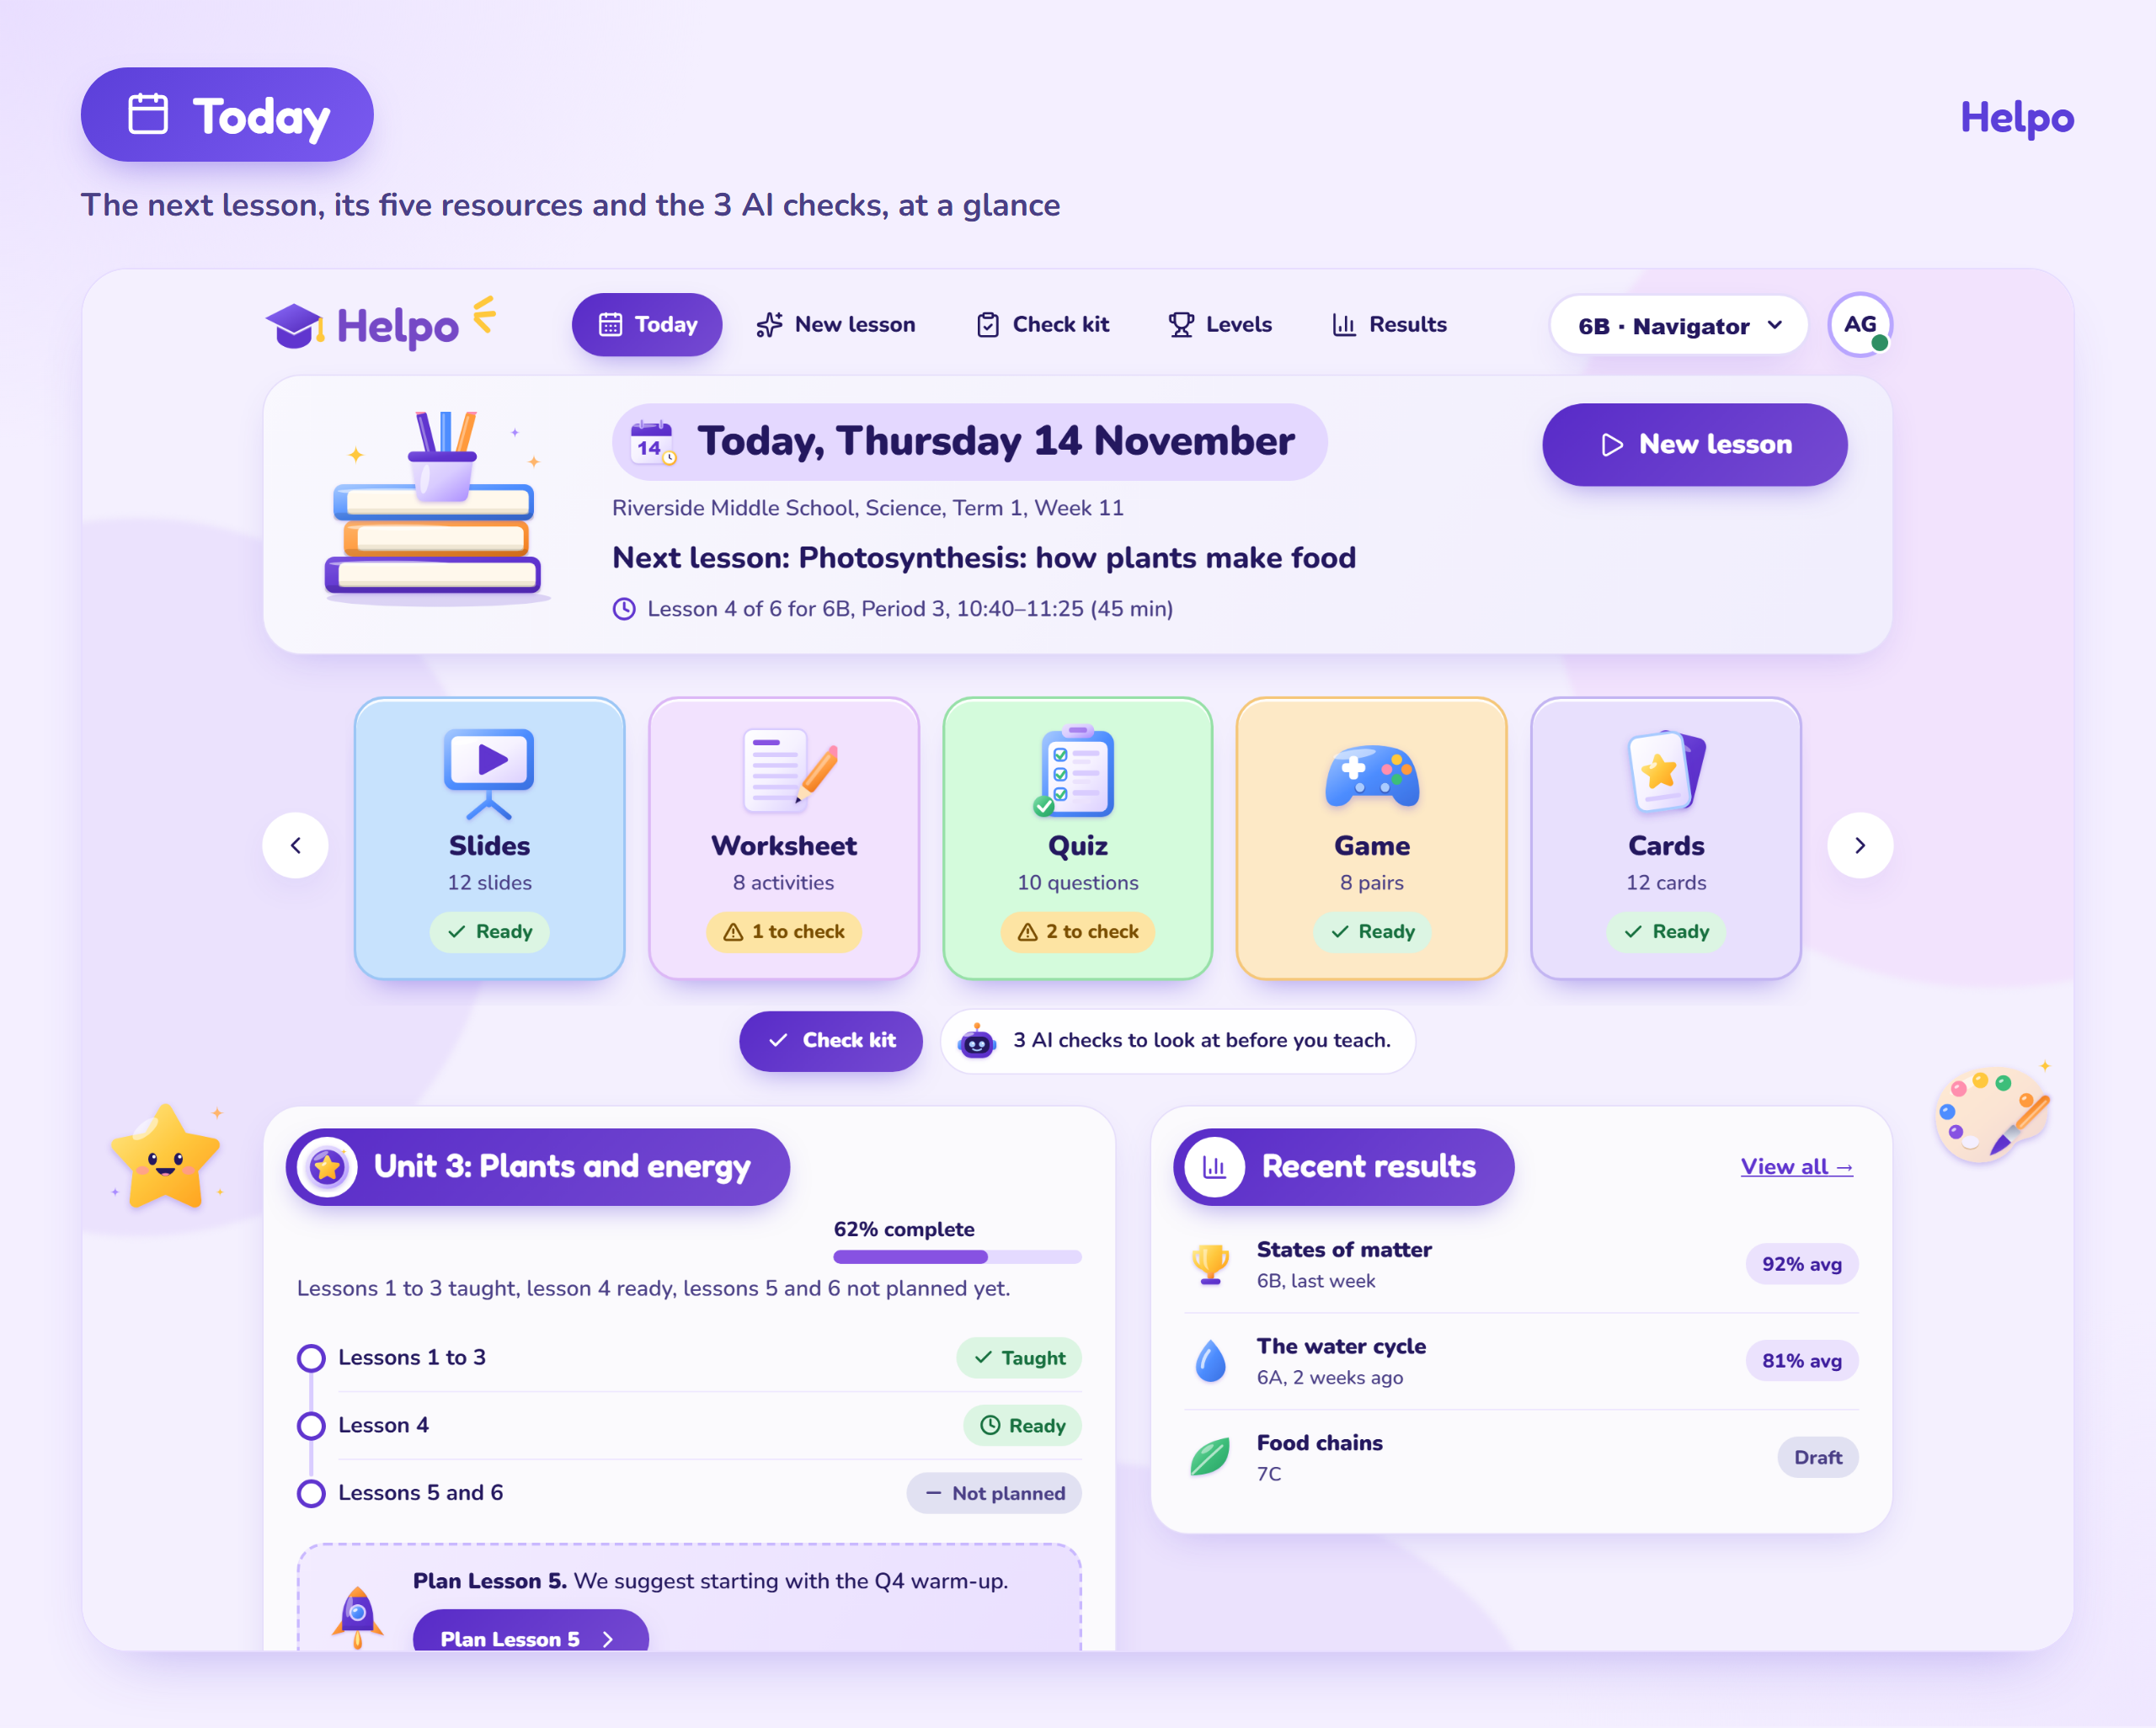 Today
Helpo
The next lesson, its five resources and the 3 AI checks, at a glance
Helpo
Today
New lesson
Check kit
Levels
Results
6B · Navigator
AG
14
Today, Thursday 14 November
New lesson
Riverside Middle School, Science, Term 1, Week 11
Next lesson: Photosynthesis: how plants make food
Lesson 4 of 6 for 6B, Period 3, 10:40–11:25 (45 min)
Slides
12 slides
Ready
Worksheet
8 activities
1 to check
Quiz
10 questions
2 to check
Game
8 pairs
Ready
Cards
12 cards
Ready
Check kit
3 AI checks to look at before you teach.
Unit 3: Plants and energy
62% complete
Lessons 1 to 3 taught, lesson 4 ready, lessons 5 and 6 not planned yet.
Lessons 1 to 3
Taught
Lesson 4
Ready
Lessons 5 and 6
Not planned
Plan Lesson 5. We suggest starting with the Q4 warm-up.
Plan Lesson 5
Recent results
View all →
States of matter
6B, last week
92% avg
The water cycle
6A, 2 weeks ago
81% avg
Food chains
7C
Draft